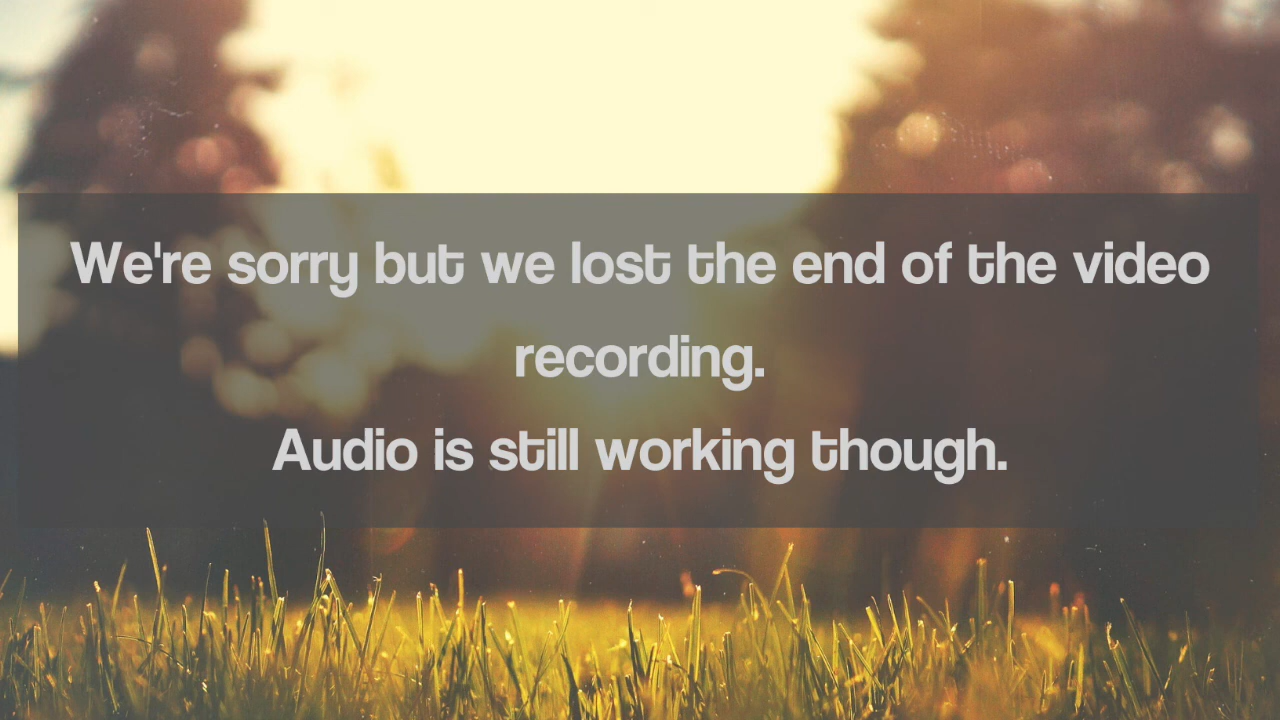 We're sorry but we lost the end of the video
recording.
Audio is still working though.